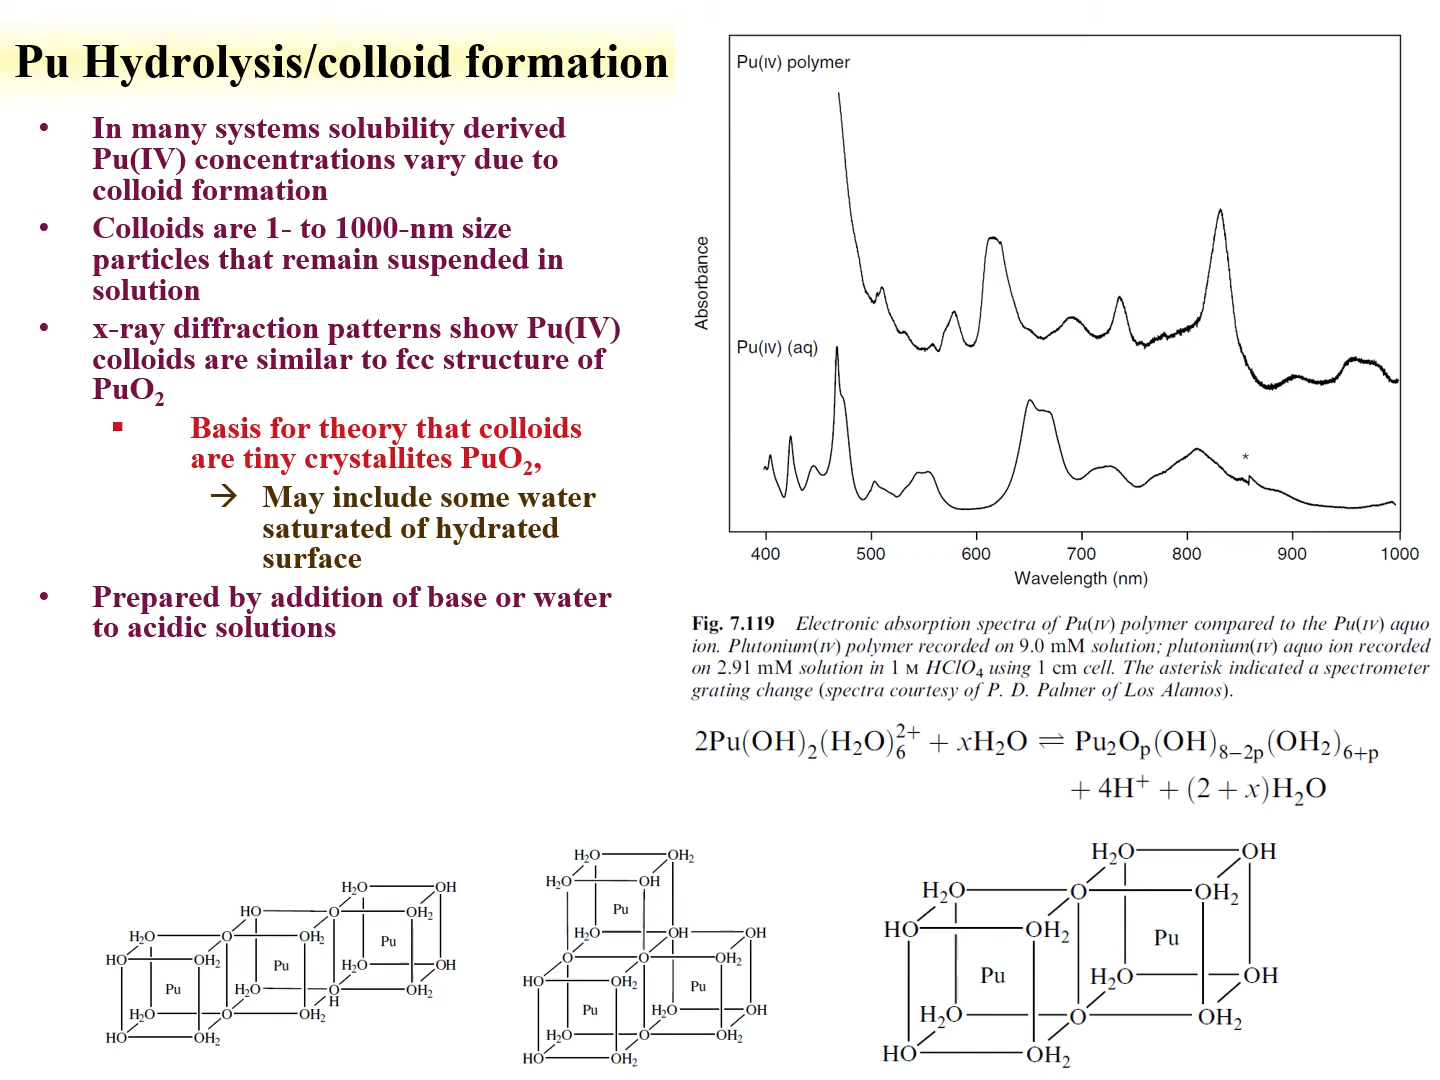 Pu Hydrolysis/colloid formation
• In many systems solubility derived
Pu(IV) concentrations vary due to
colloid formation
• Colloids are 1- to 1000-nm size
particles that remain suspended in
solution
• x-ray diffraction patterns show Pu(IV)
colloids are similar to fcc structure of
PuO2
▪ Basis for theory that colloids
are tiny crystallites PuO2,
→ May include some water
saturated of hydrated
surface
• Prepared by addition of base or water
to acidic solutions
Pu(IV) polymer
Absorbance
Pu(IV) (aq)
*
400 500 600 700 800 900 1000
Wavelength (nm)
Fig. 7.119 Electronic absorption spectra of Pu(IV) polymer compared to the Pu(IV) aquo
ion. Plutonium(IV) polymer recorded on 9.0 mM solution; plutonium(IV) aquo ion recorded
on 2.91 mM solution in 1 M HClO4 using 1 cm cell. The asterisk indicated a spectrometer
grating change (spectra courtesy of P. D. Palmer of Los Alamos).
2Pu(OH)2(H2O)6^2+ + xH2O ⇌ Pu2Op(OH)8−2p(OH2)6+p
+ 4H+ + (2 + x)H2O
H2O OH
HO O OH2
H2O O OH2 Pu
HO OH2 Pu H2O OH
Pu H2O O OH2
H
H2O O OH2
HO OH2
H2O OH2
H2O OH
Pu
H2O OH OH
O O OH2
HO OH2 Pu
Pu H2O OH
H2O O OH2
HO OH2
H2O OH
H2O O OH2
HO OH2 Pu
Pu H2O OH
H2O O OH2
HO OH2